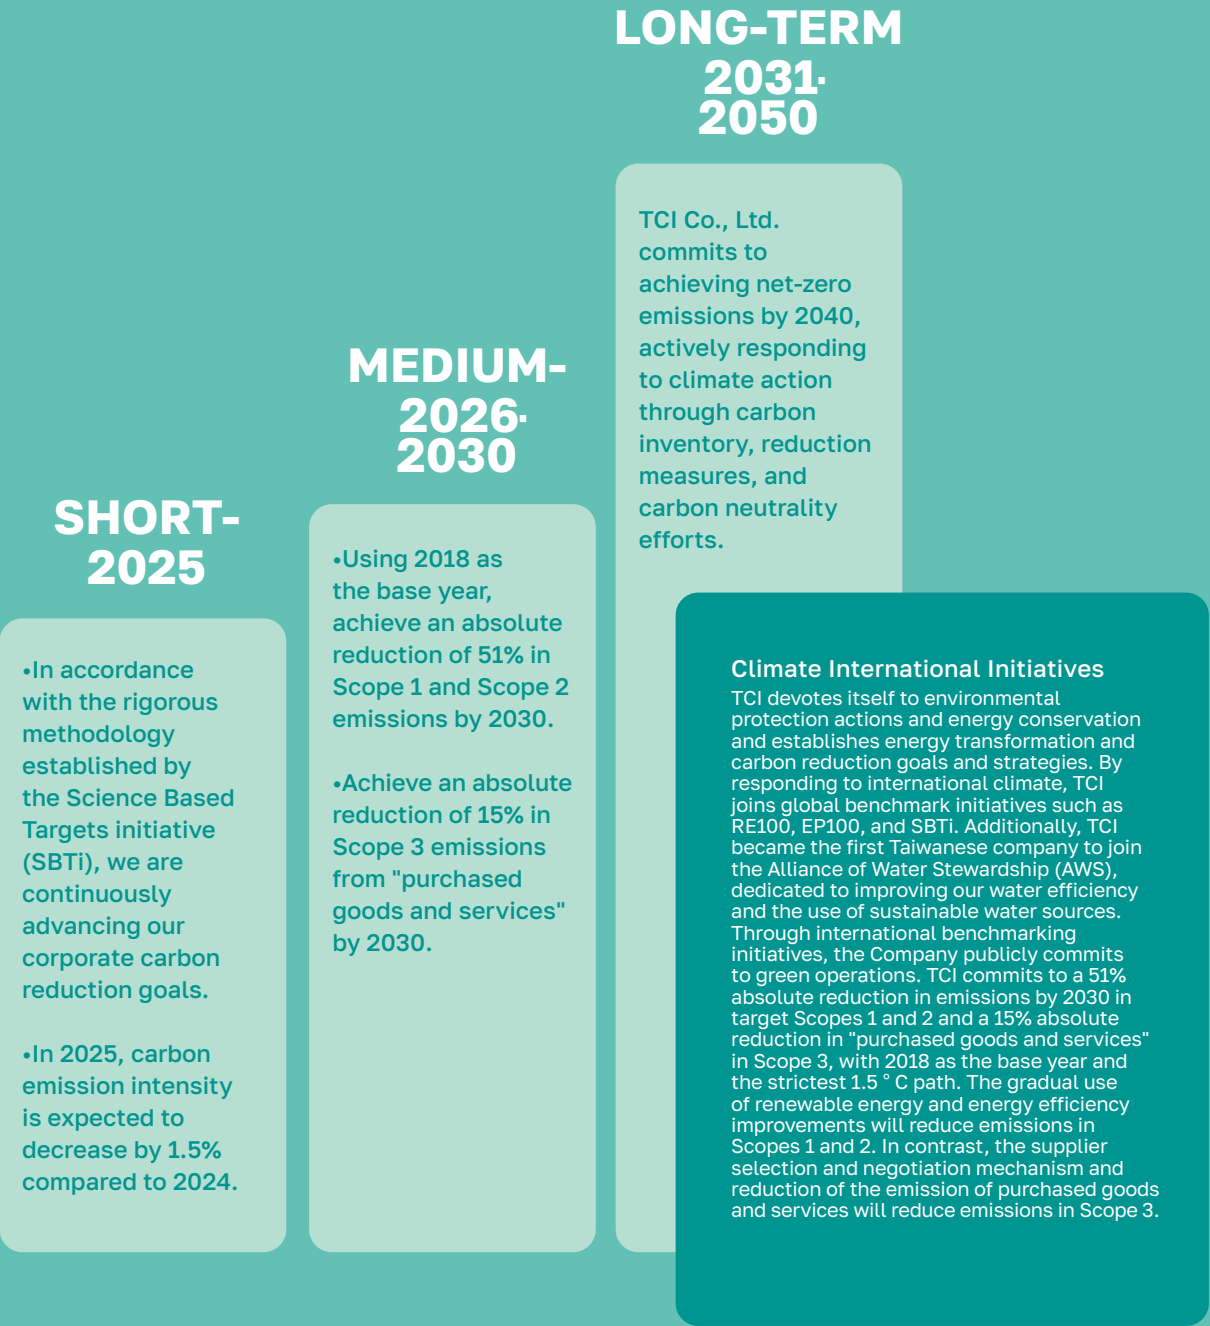 SHORT-
2025
•In accordance
with the rigorous
methodology
established by
the Science Based
Targets initiative
(SBTi), we are
continuously
advancing our
corporate carbon
reduction goals.
•In 2025, carbon
emission intensity
is expected to
decrease by 1.5%
compared to 2024.
MEDIUM-
2026-
2030
•Using 2018 as
the base year,
achieve an absolute
reduction of 51% in
Scope 1 and Scope 2
emissions by 2030.
•Achieve an absolute
reduction of 15% in
Scope 3 emissions
from "purchased
goods and services"
by 2030.
LONG-TERM
2031-
2050
TCI Co., Ltd.
commits to
achieving net-zero
emissions by 2040,
actively responding
to climate action
through carbon
inventory, reduction
measures, and
carbon neutrality
efforts.
Climate International Initiatives
TCI devotes itself to environmental
protection actions and energy conservation
and establishes energy transformation and
carbon reduction goals and strategies. By
responding to international climate, TCI
joins global benchmark initiatives such as
RE100, EP100, and SBTi. Additionally, TCI
became the first Taiwanese company to join
the Alliance of Water Stewardship (AWS),
dedicated to improving our water efficiency
and the use of sustainable water sources.
Through international benchmarking
initiatives, the Company publicly commits
to green operations. TCI commits to a 51%
absolute reduction in emissions by 2030 in
target Scopes 1 and 2 and a 15% absolute
reduction in "purchased goods and services"
in Scope 3, with 2018 as the base year and
the strictest 1.5 ° C path. The gradual use
of renewable energy and energy efficiency
improvements will reduce emissions in
Scopes 1 and 2. In contrast, the supplier
selection and negotiation mechanism and
reduction of the emission of purchased goods
and services will reduce emissions in Scope 3.